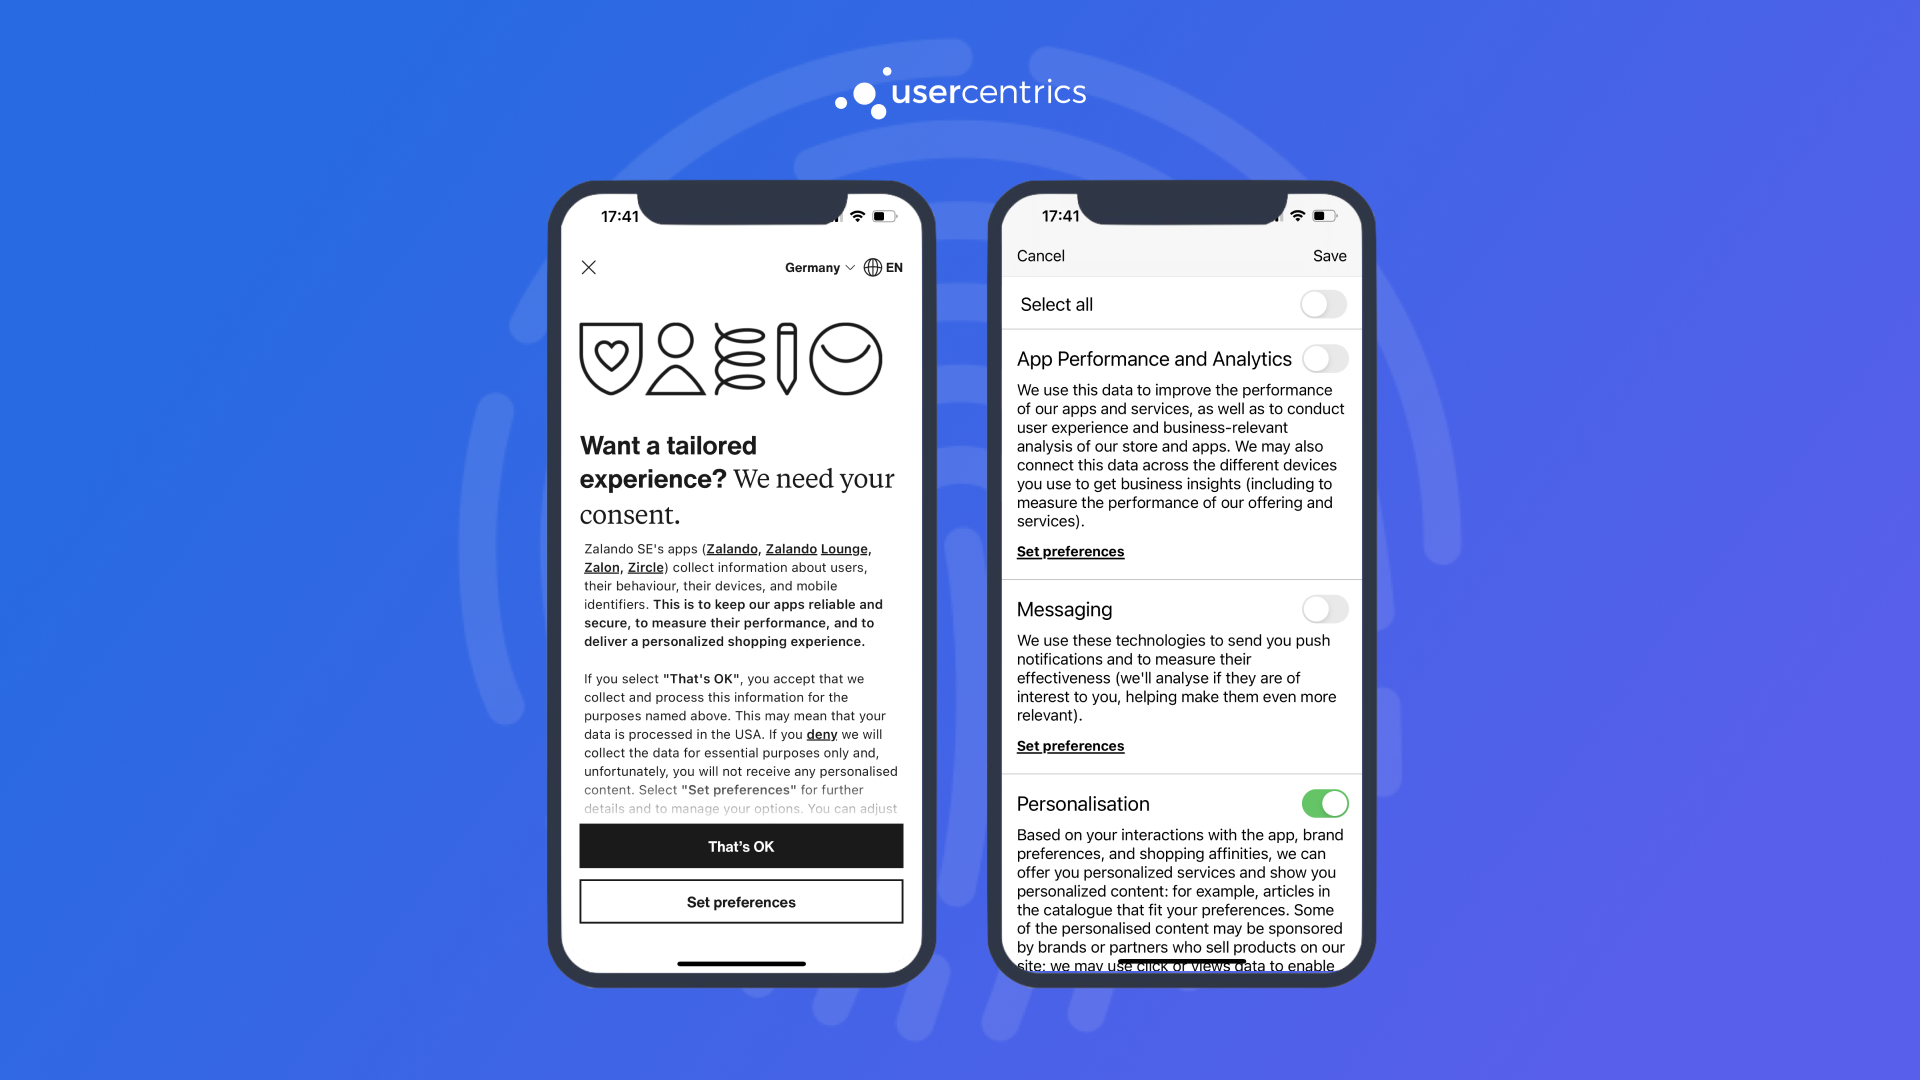 usercentrics
17:41
Germany
EN
Want a tailored
experience? We need your
consent.
Zalando SE's apps (Zalando, Zalando Lounge,
Zalon, Zircle) collect information about users,
their behaviour, their devices, and mobile
identifiers. This is to keep our apps reliable and
secure, to measure their performance, and to
deliver a personalized shopping experience.
If you select "That's OK", you accept that we
collect and process this information for the
purposes named above. This may mean that your
data is processed in the USA. If you deny we will
collect the data for essential purposes only and,
unfortunately, you will not receive any personalised
content. Select "Set preferences" for further
details and to manage your options. You can adjust
That's OK
Set preferences
17:41
Cancel
Save
Select all
App Performance and Analytics
We use this data to improve the performance
of our apps and services, as well as to conduct
user experience and business-relevant
analysis of our store and apps. We may also
connect this data across the different devices
you use to get business insights (including to
measure the performance of our offering and
services).
Set preferences
Messaging
We use these technologies to send you push
notifications and to measure their
effectiveness (we'll analyse if they are of
interest to you, helping make them even more
relevant).
Set preferences
Personalisation
Based on your interactions with the app, brand
preferences, and shopping affinities, we can
offer you personalized services and show you
personalized content: for example, articles in
the catalogue that fit your preferences. Some
of the personalised content may be sponsored
by brands or partners who sell products on our
site; we may use click or views data to enable